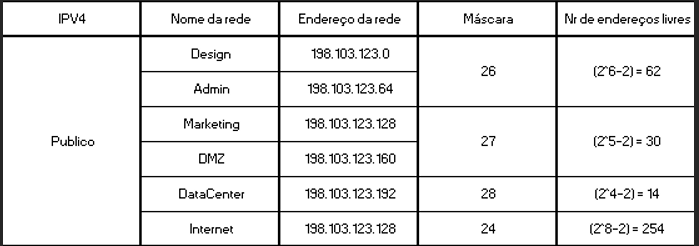 IPV4 Nome da rede Endereço da rede Máscara Nr de endereços livres
Design 198.103.123.0
26 (2^6-2) = 62
Admin 198.103.123.64
Marketing 198.103.123.128
Publico 27 (2^5-2) = 30
DMZ 198.103.123.160
DataCenter 198.103.123.192 28 (2^4-2) = 14
Internet 198.103.123.128 24 (2^8-2) = 254